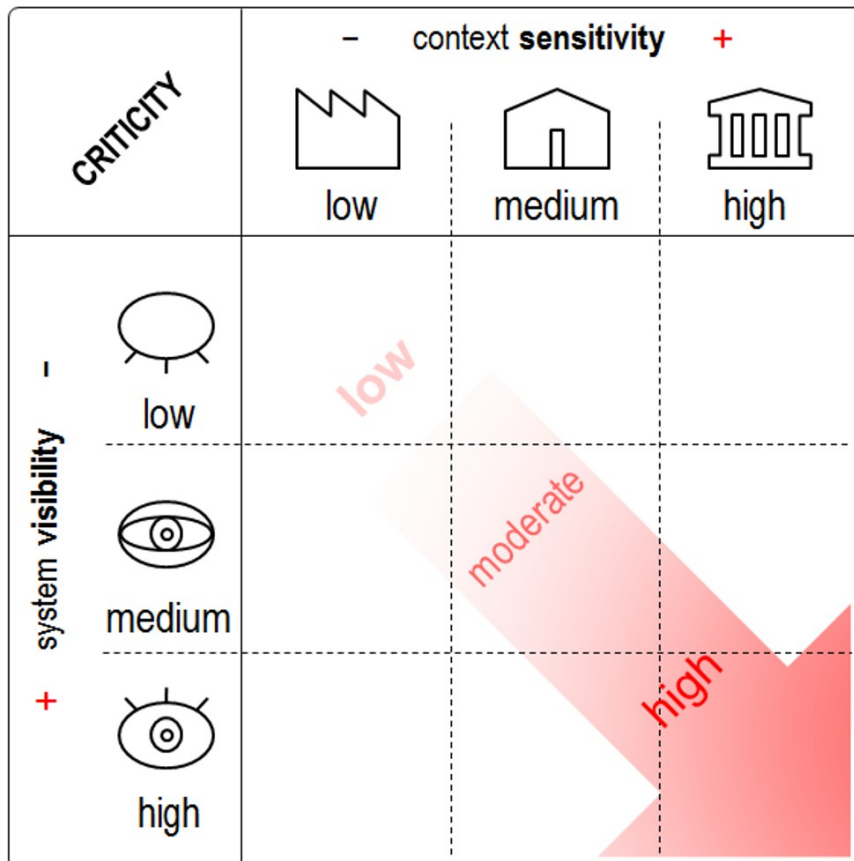 – context sensitivity +
CRITICITY
low medium high
low
medium
high
– system visibility +
low
moderate
high